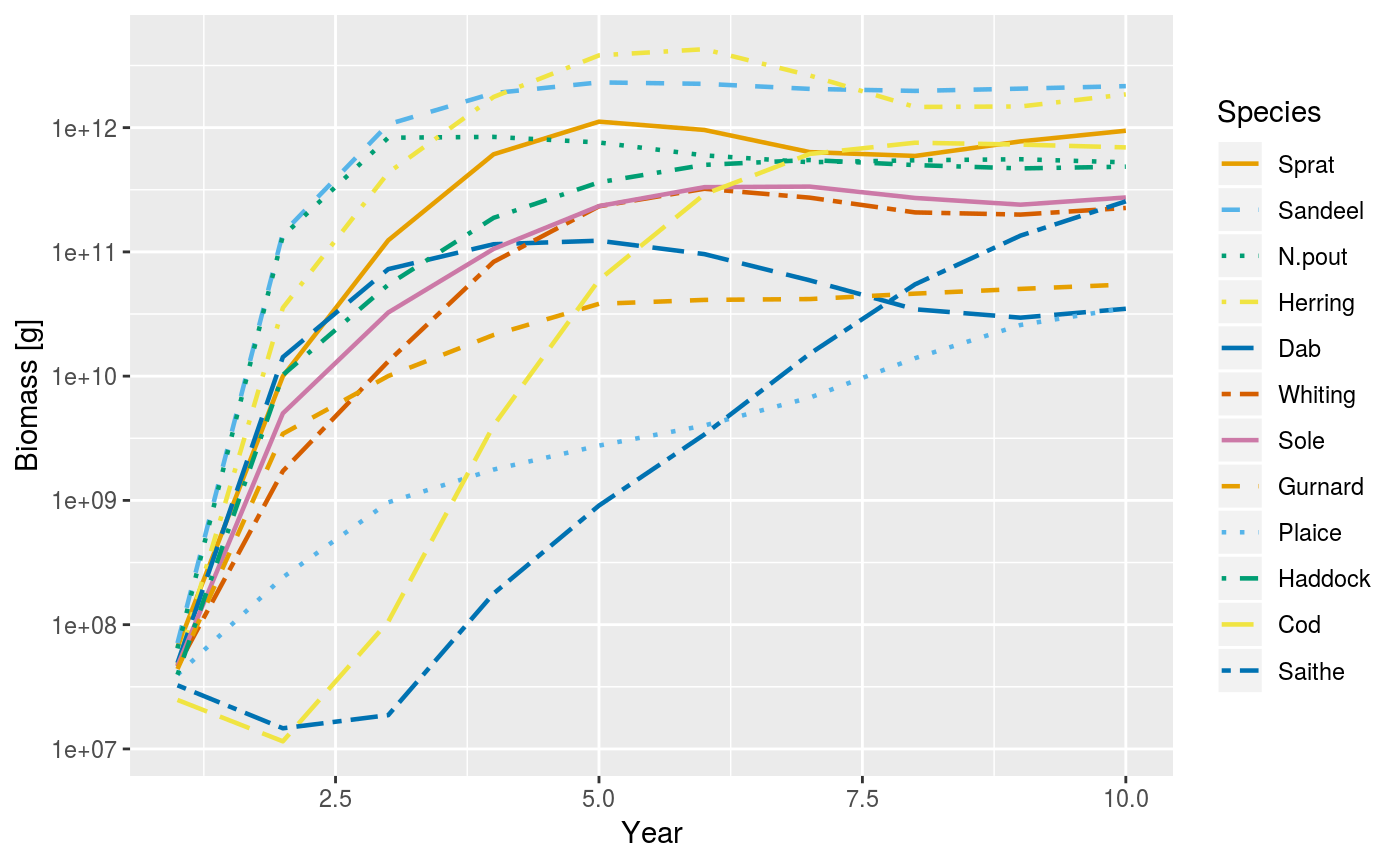 Biomass [g]
1e+12
1e+11
1e+10
1e+09
1e+08
1e+07
2.5
5.0
7.5
10.0
Year
Species
Sprat
Sandeel
N.pout
Herring
Dab
Whiting
Sole
Gurnard
Plaice
Haddock
Cod
Saithe